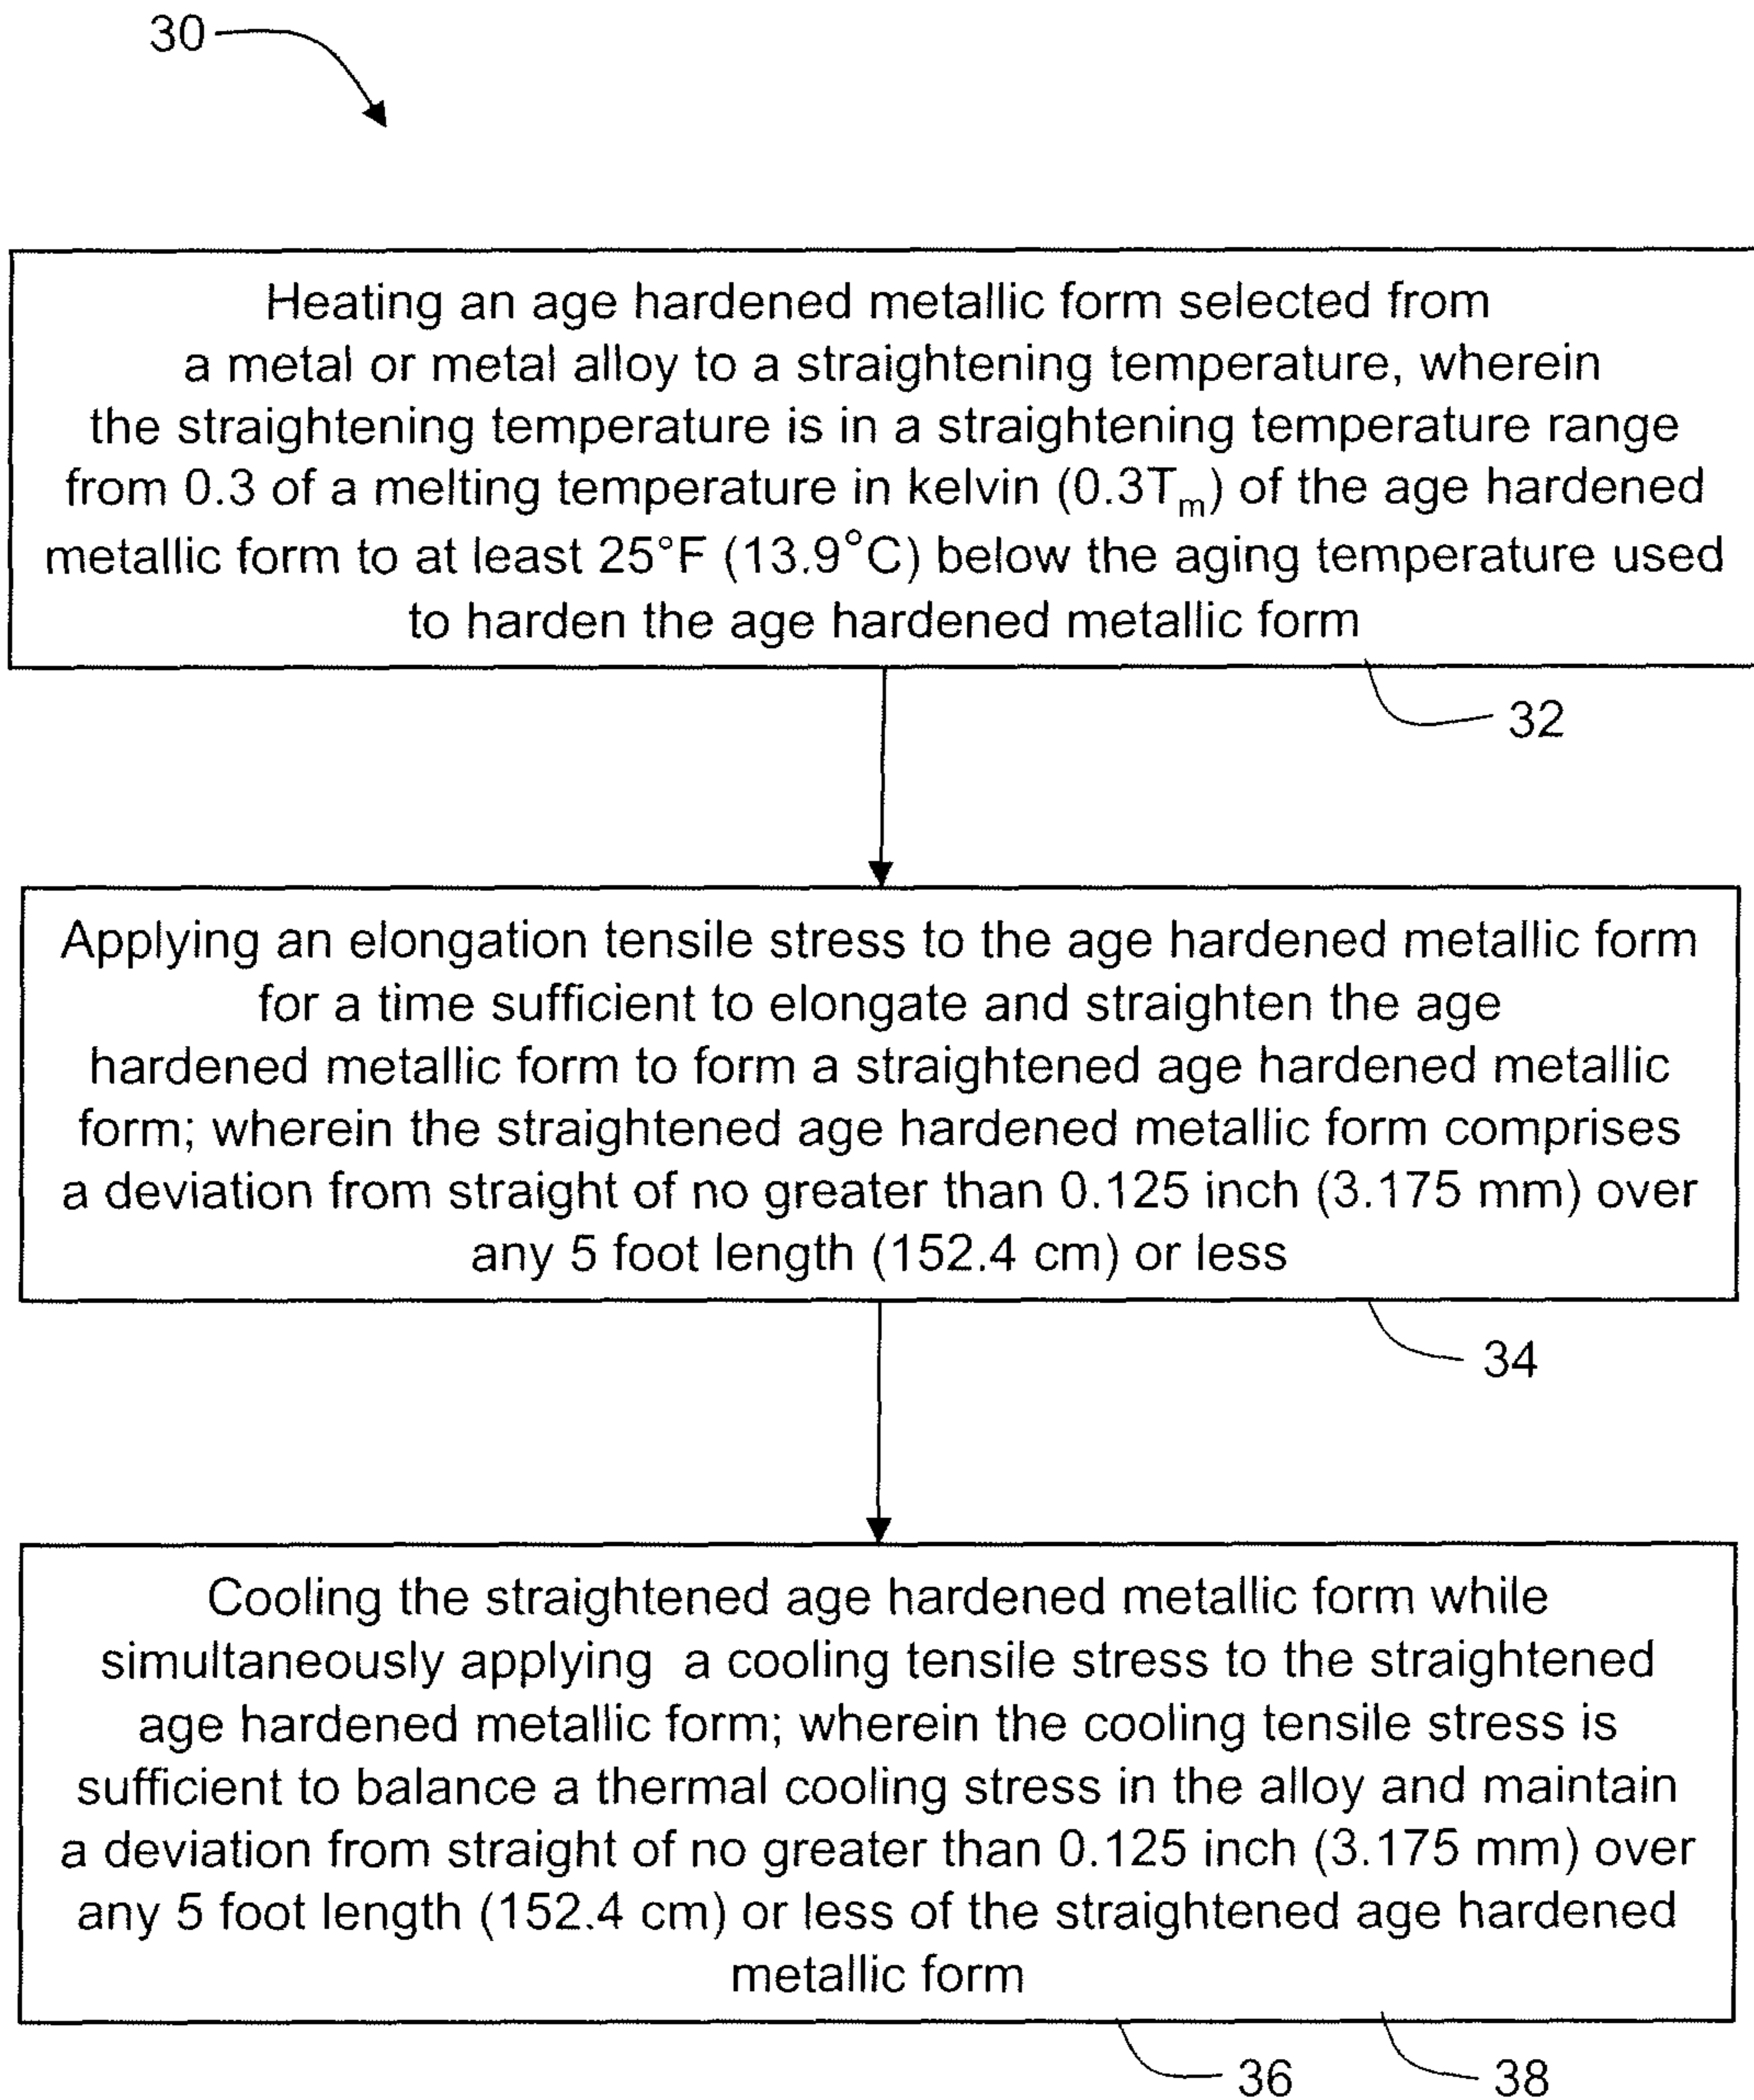 30
Heating an age hardened metallic form selected from
a metal or metal alloy to a straightening temperature, wherein
the straightening temperature is in a straightening temperature range
from 0.3 of a melting temperature in kelvin (0.3Tm) of the age hardened
metallic form to at least 25°F (13.9°C) below the aging temperature used
to harden the age hardened metallic form
32
Applying an elongation tensile stress to the age hardened metallic form
for a time sufficient to elongate and straighten the age
hardened metallic form to form a straightened age hardened metallic
form; wherein the straightened age hardened metallic form comprises
a deviation from straight of no greater than 0.125 inch (3.175 mm) over
any 5 foot length (152.4 cm) or less
34
Cooling the straightened age hardened metallic form while
simultaneously applying a cooling tensile stress to the straightened
age hardened metallic form; wherein the cooling tensile stress is
sufficient to balance a thermal cooling stress in the alloy and maintain
a deviation from straight of no greater than 0.125 inch (3.175 mm) over
any 5 foot length (152.4 cm) or less of the straightened age hardened
metallic form
36 38